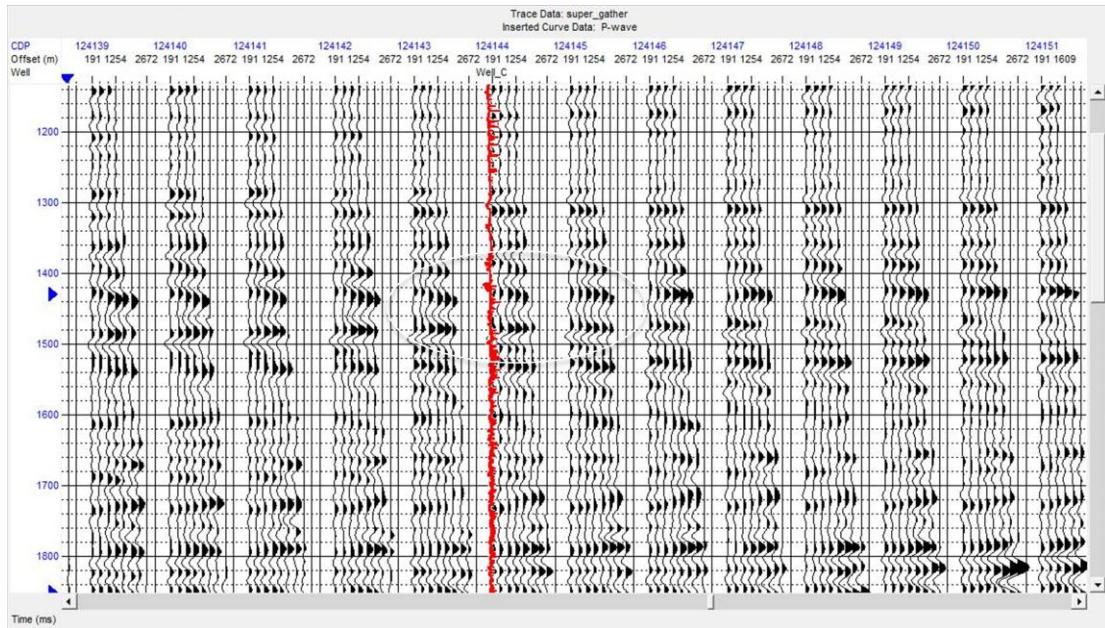 Trace Data: super_gather
Inserted Curve Data: P-wave
CDP 124139 124140 124141 124142 124143 124144 124145 124146 124147 124148 124149 124150 124151
Offset (m) 191 1254 2672 191 1254 2672 191 1254 2672 191 1254 2672 191 1254 2672 191 1254 2672 191 1254 2672 191 1254 2672 191 1254 2672 191 1254 2672 191 1254 2672 191 1254 2672 191 1609
Well Well_C
1200
1300
1400
1500
1600
1700
1800
Time (ms)